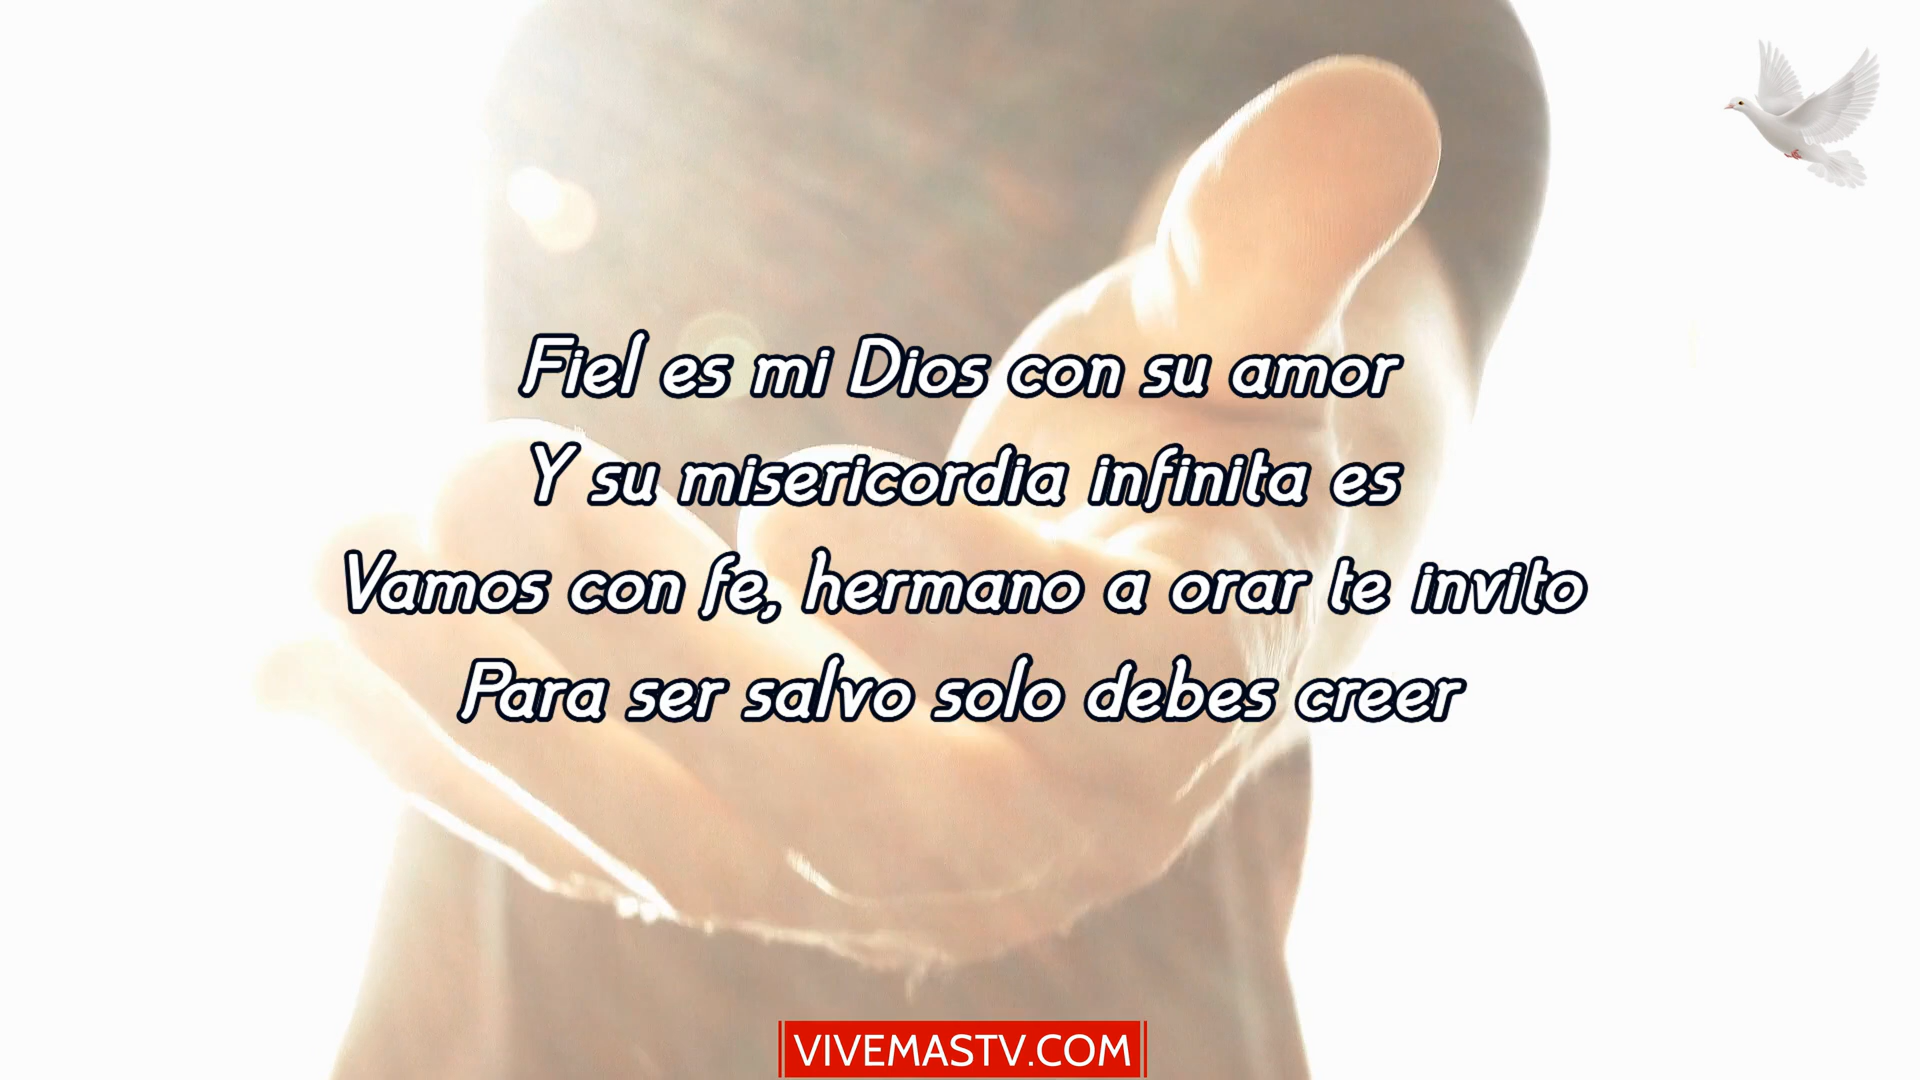 Fiel es mi Dios con su amor
Y su misericordia infinita es
Vamos con fe, hermano a orar te invito
Para ser salvo solo debes creer
VIVEMASTV.COM